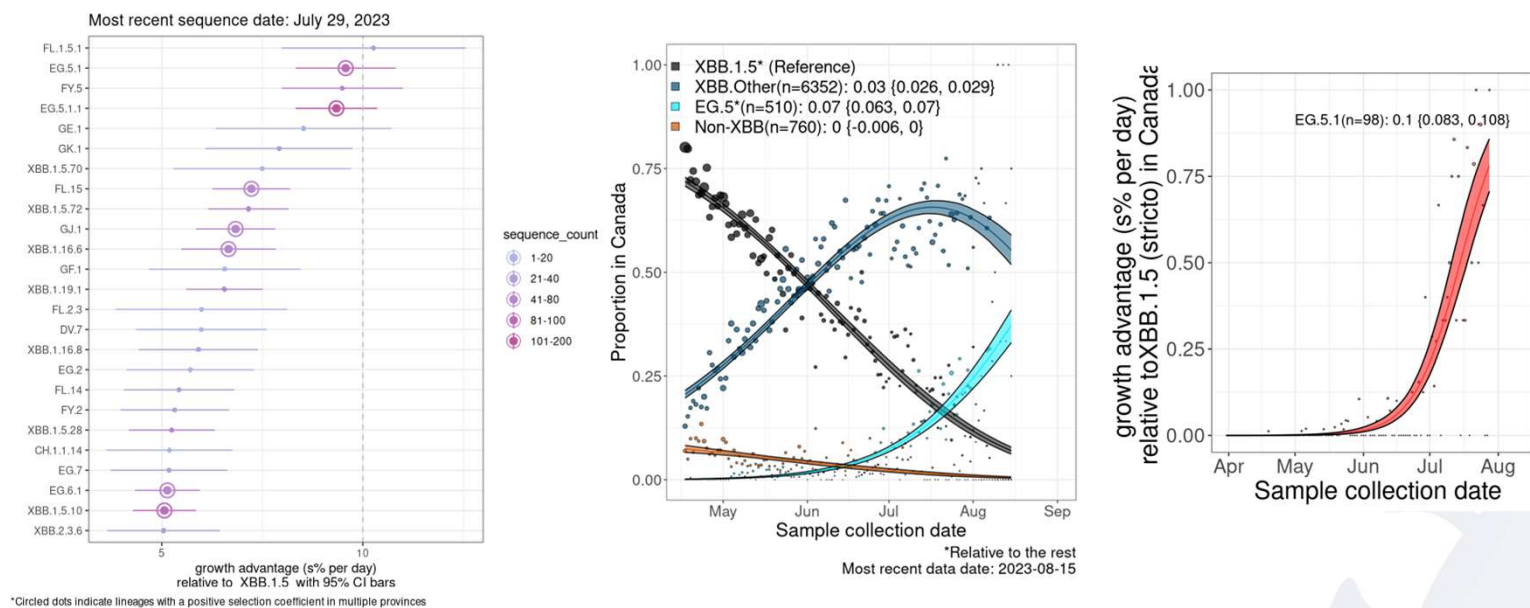 Most recent sequence date: July 29, 2023
FL.1.5.1
EG.5.1
FY.5
EG.5.1.1
GE.1
GK.1
XBB.1.5.70
FL.15
XBB.1.5.72
GJ.1
XBB.1.16.6
GF.1
XBB.1.19.1
FL.2.3
DV.7
XBB.1.16.8
EG.2
FL.14
FY.2
XBB.1.5.28
CH.1.1.14
EG.7
EG.6.1
XBB.1.5.10
XBB.2.3.6
5 10
growth advantage (s% per day)
relative to XBB.1.5 with 95% CI bars
*Circled dots indicate lineages with a positive selection coefficient in multiple provinces
sequence_count
1-20
21-40
41-80
81-100
101-200
Proportion in Canada
1.00
0.75
0.50
0.25
0.00
XBB.1.5* (Reference)
XBB.Other(n=6352): 0.03 {0.026, 0.029}
EG.5*(n=510): 0.07 {0.063, 0.07}
Non-XBB(n=760): 0 {-0.006, 0}
May Jun Jul Aug Sep
Sample collection date
*Relative to the rest
Most recent data date: 2023-08-15
growth advantage (s% per day)
relative toXBB.1.5 (stricto) in Canada
1.00
0.75
0.50
0.25
0.00
EG.5.1(n=98): 0.1 {0.083, 0.108}
Apr May Jun Jul Aug
Sample collection date